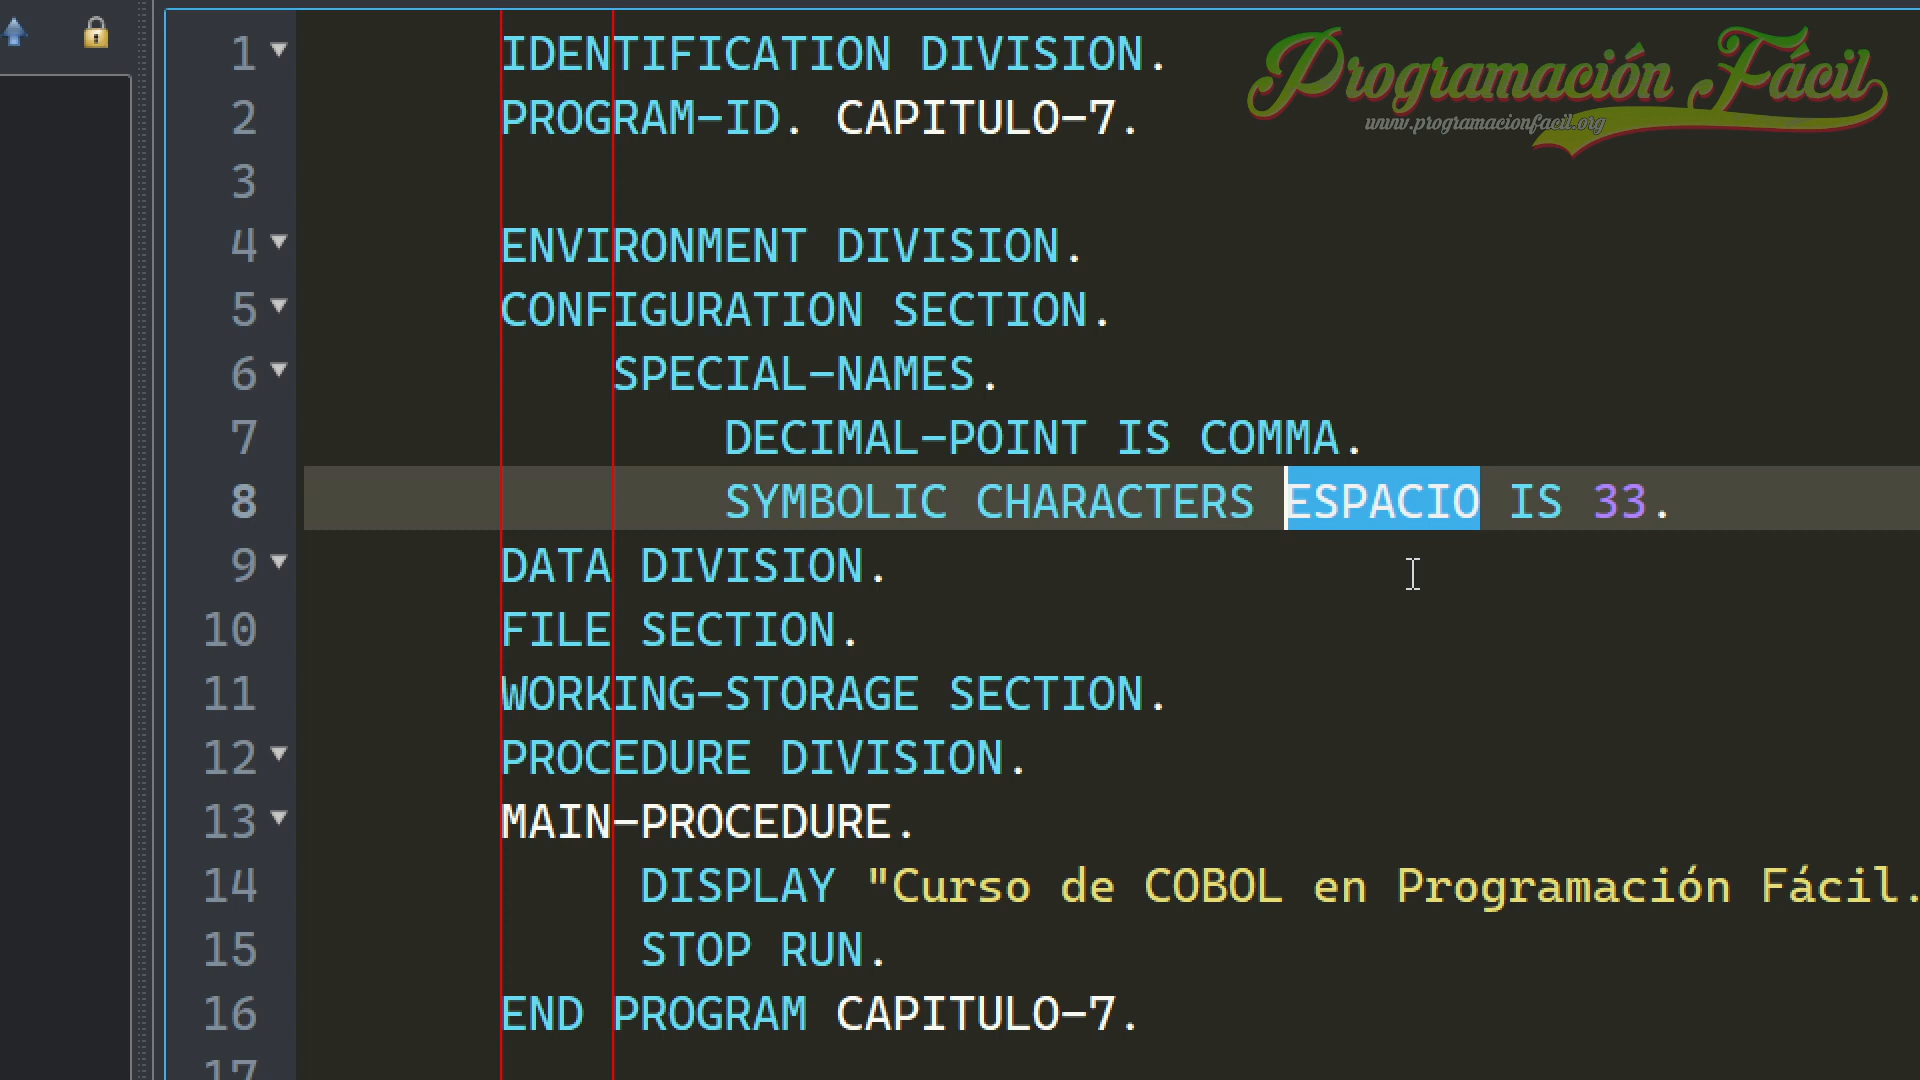 Programación Fácil
www.programacionfacil.org
1 IDENTIFICATION DIVISION.
2 PROGRAM-ID. CAPITULO-7.
3
4 ENVIRONMENT DIVISION.
5 CONFIGURATION SECTION.
6 SPECIAL-NAMES.
7 DECIMAL-POINT IS COMMA.
8 SYMBOLIC CHARACTERS ESPACIO IS 33.
9 DATA DIVISION.
10 FILE SECTION.
11 WORKING-STORAGE SECTION.
12 PROCEDURE DIVISION.
13 MAIN-PROCEDURE.
14 DISPLAY "Curso de COBOL en Programación Fácil.
15 STOP RUN.
16 END PROGRAM CAPITULO-7.
17